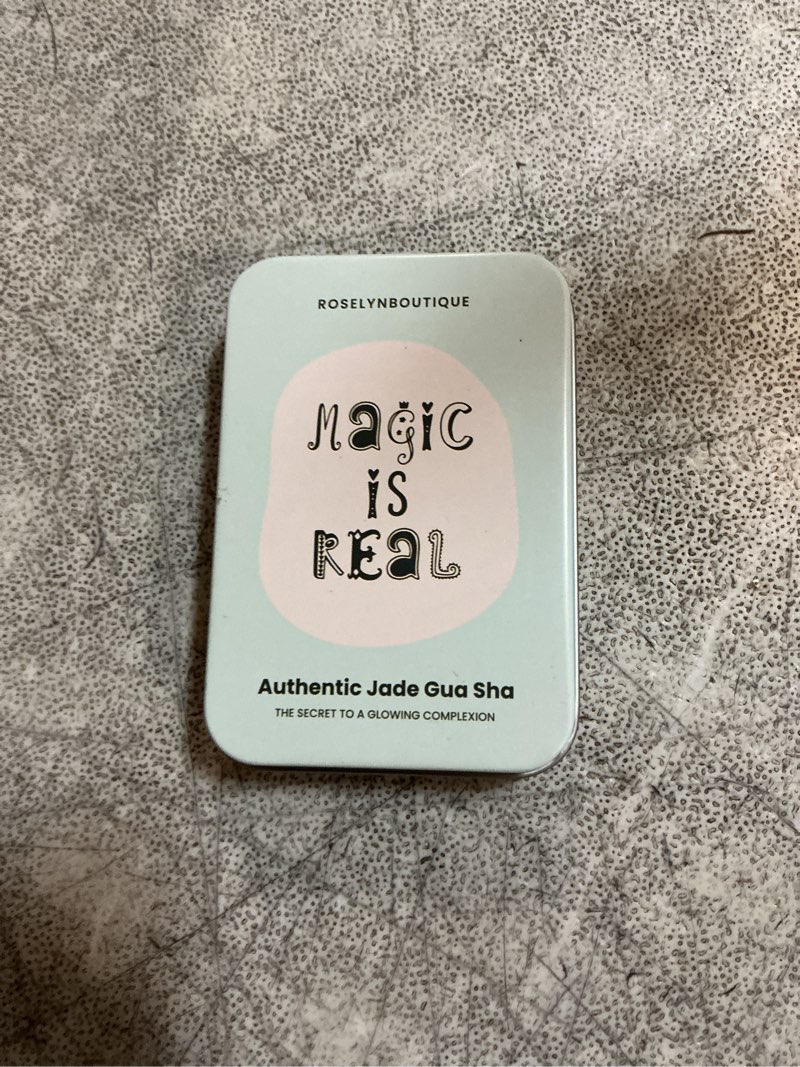 ROSELYNBOUTIQUE
MAGIC
IS
REAL
Authentic Jade Gua Sha
THE SECRET TO A GLOWING COMPLEXION